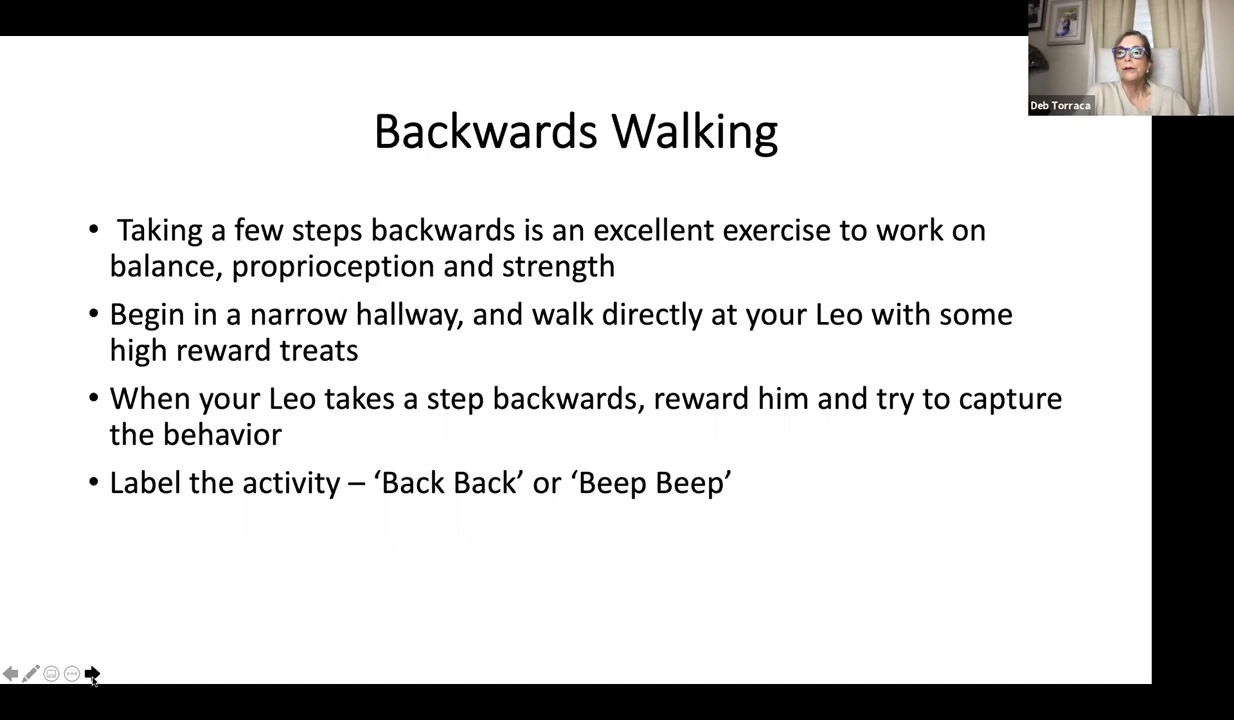 Deb Torraca
Backwards Walking
• Taking a few steps backwards is an excellent exercise to work on
balance, proprioception and strength
• Begin in a narrow hallway, and walk directly at your Leo with some
high reward treats
• When your Leo takes a step backwards, reward him and try to capture
the behavior
• Label the activity – ‘Back Back’ or ‘Beep Beep’